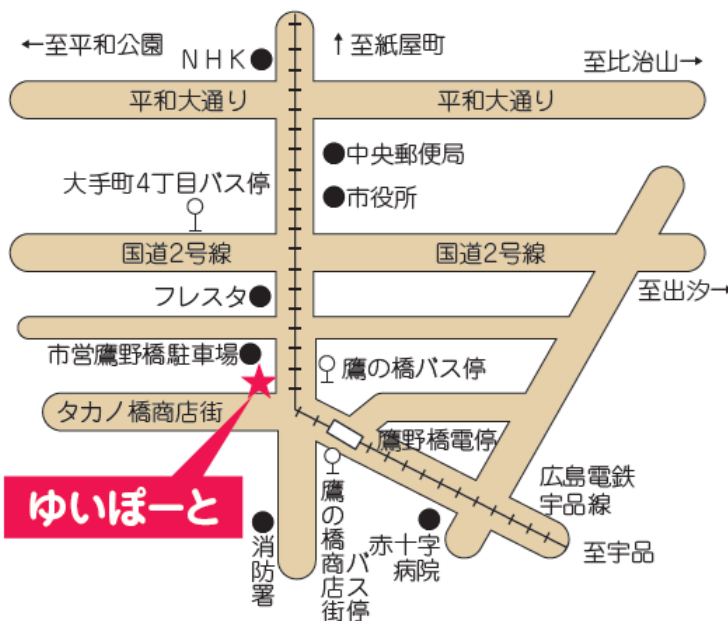 ←至平和公園
NHK
↑至紙屋町
至比治山→
平和大通り
平和大通り
中央郵便局
大手町4丁目バス停
市役所
国道2号線
国道2号線
フレスタ
至出汐→
市営鷹野橋駐車場
鷹の橋バス停
タカノ橋商店街
鷹野橋電停
ゆいぽーと
広島電鉄
宇品線
消防署
鷹の橋商店街
バス停
赤十字
病院
至宇品